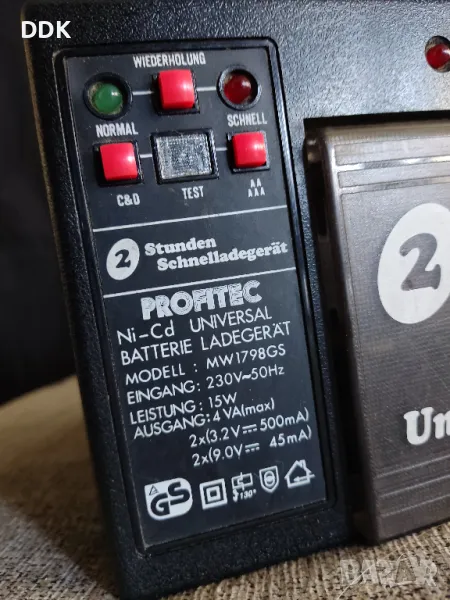 DDK
WIEDERHOLUNG
NORMAL
SCHNELL
C&D
TEST
AA
AAA
2 Stunden
Schnelladegerät
PROFITEC
Ni-Cd UNIVERSAL
BATTERIE LADEGERÄT
MODELL : MW1798GS
EINGANG: 230V~50Hz
LEISTUNG: 15W
AUSGANG: 4 VA(max)
2x(3.2V⎓500mA)
2x(9.0V⎓ 45mA)
GS
130°
2
Un
BAZAR